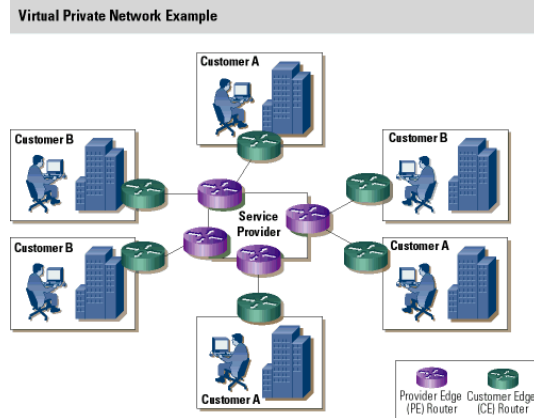 Virtual Private Network Example
Customer A
Customer B
Customer B
Service
Provider
Customer B
Customer A
Customer A
Provider Edge
(PE) Router
Customer Edge
(CE) Router